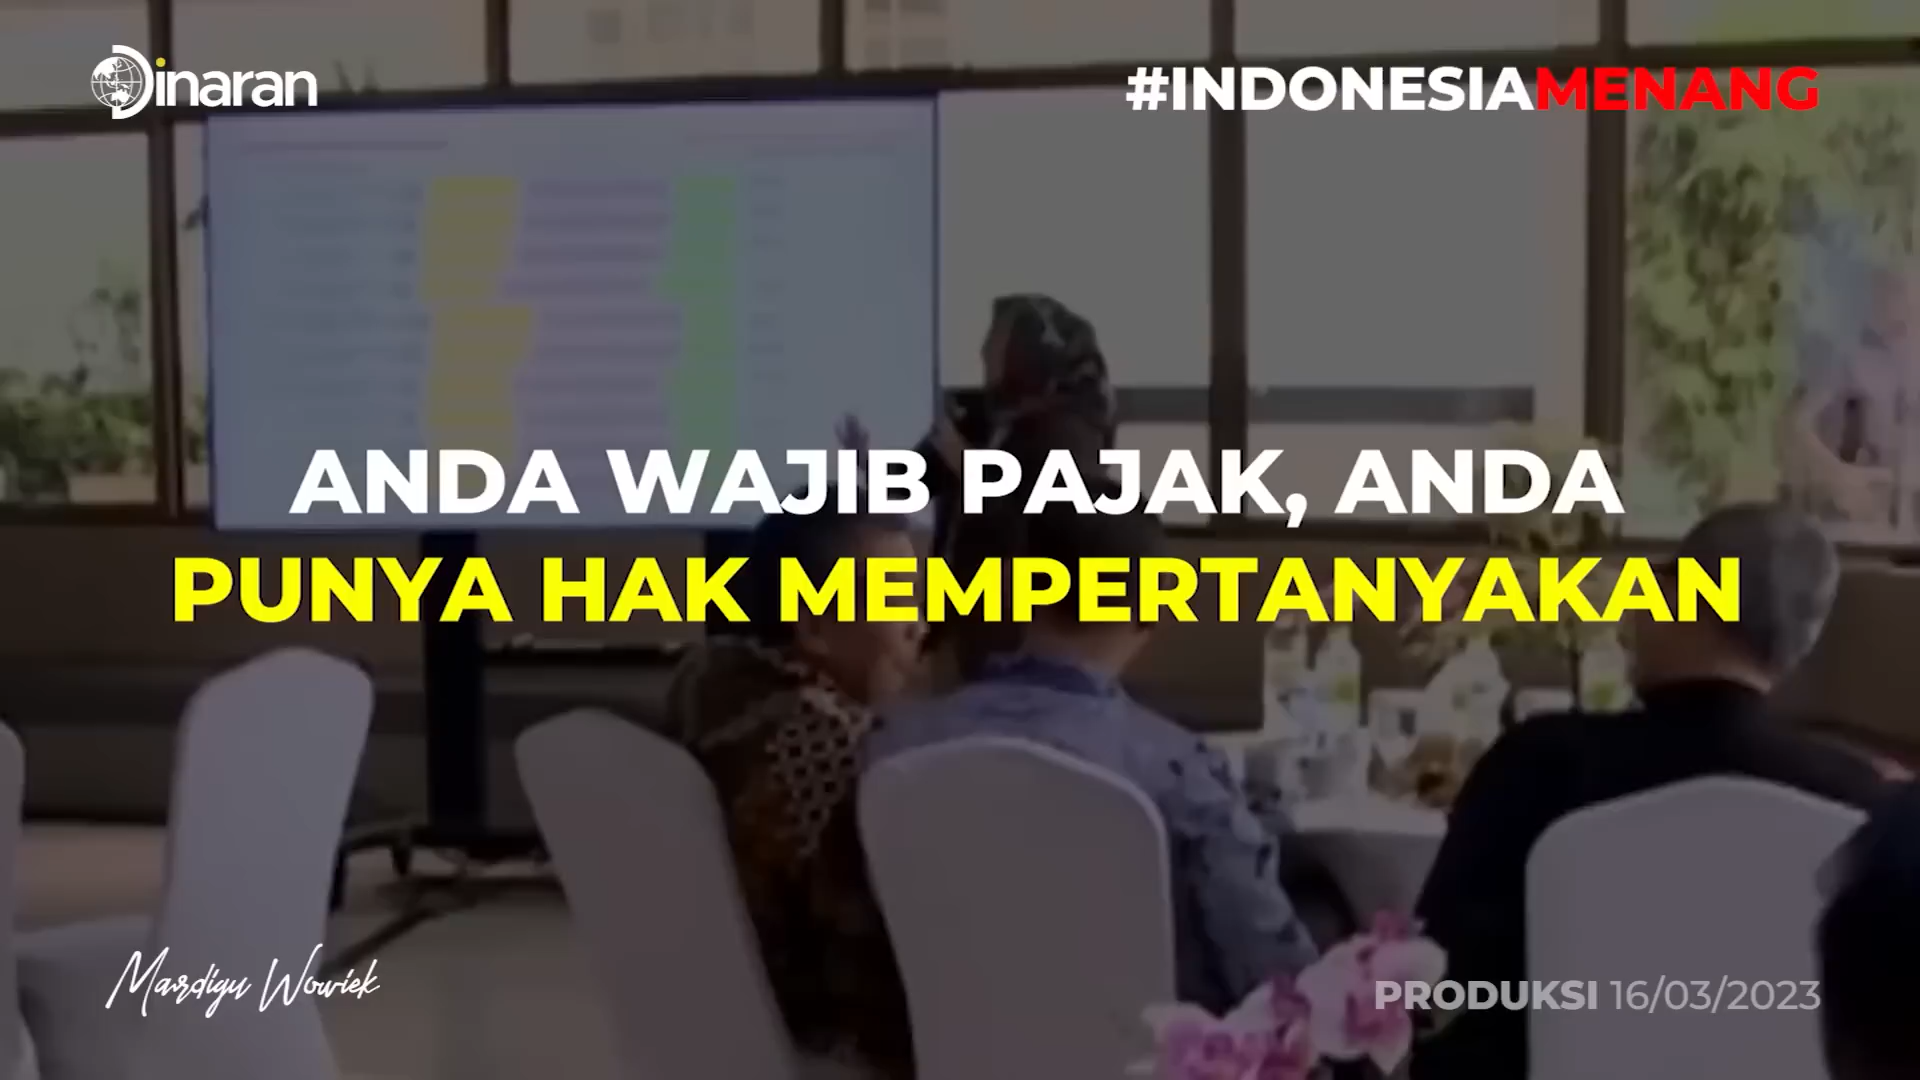 Dinaran
#INDONESIAMENANG
ANDA WAJIB PAJAK, ANDA
PUNYA HAK MEMPERTANYAKAN
Mardigu Wowiek
PRODUKSI 16/03/2023